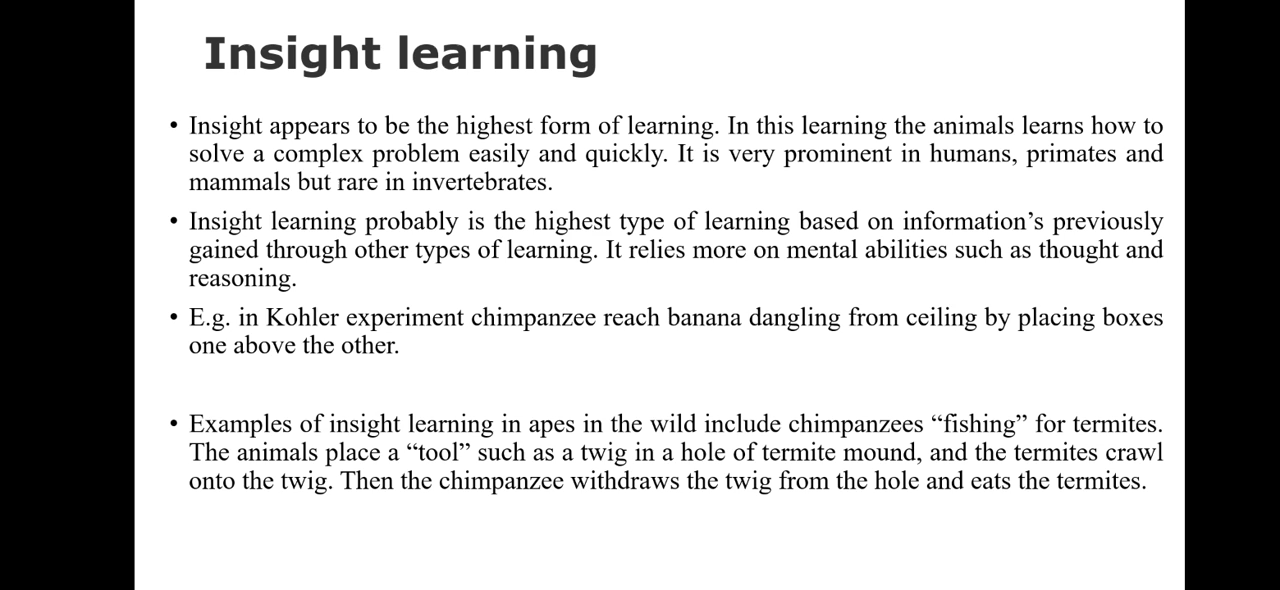 Insight learning
• Insight appears to be the highest form of learning. In this learning the animals learns how to
solve a complex problem easily and quickly. It is very prominent in humans, primates and
mammals but rare in invertebrates.
• Insight learning probably is the highest type of learning based on information’s previously
gained through other types of learning. It relies more on mental abilities such as thought and
reasoning.
• E.g. in Kohler experiment chimpanzee reach banana dangling from ceiling by placing boxes
one above the other.
• Examples of insight learning in apes in the wild include chimpanzees “fishing” for termites.
The animals place a “tool” such as a twig in a hole of termite mound, and the termites crawl
onto the twig. Then the chimpanzee withdraws the twig from the hole and eats the termites.